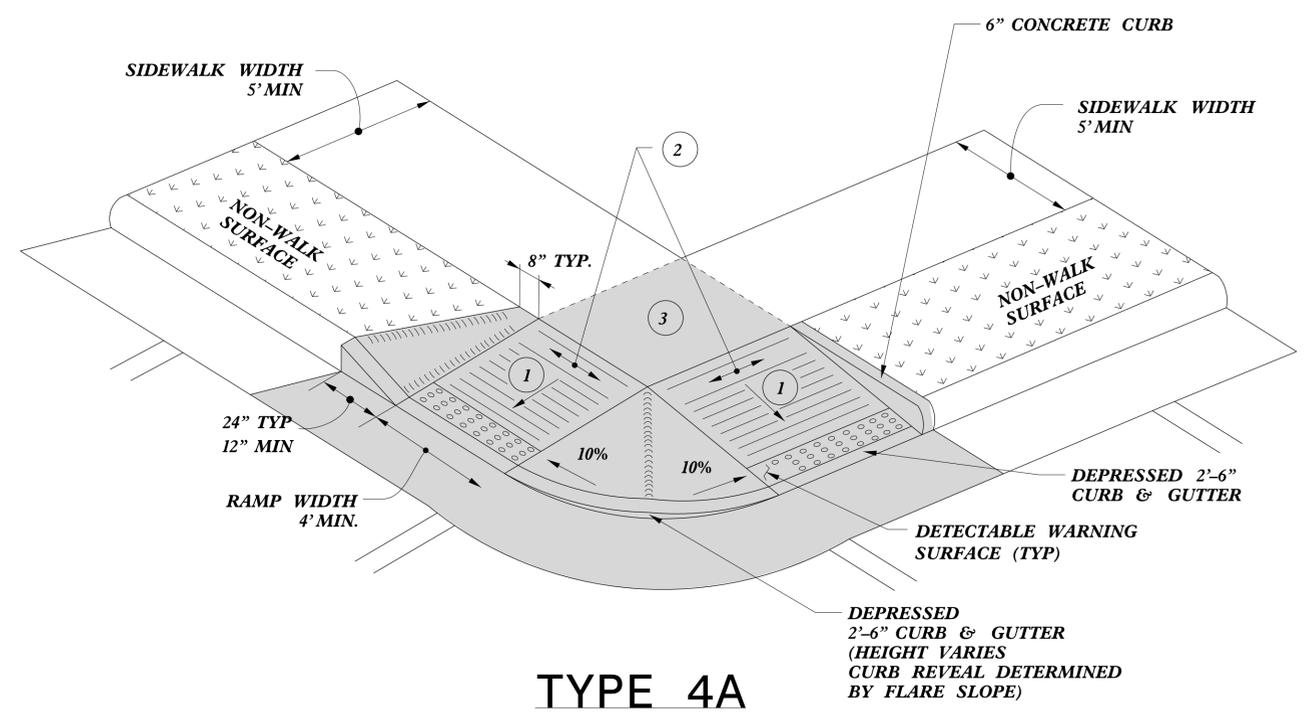 6” CONCRETE CURB
SIDEWALK WIDTH
5’ MIN
SIDEWALK WIDTH
5’ MIN
2
NON–WALK
SURFACE
8” TYP.
NON–WALK
SURFACE
3
1
1
24” TYP
12” MIN
10%
10%
RAMP WIDTH
4’ MIN.
DEPRESSED 2’–6”
CURB & GUTTER
DETECTABLE WARNING
SURFACE (TYP)
DEPRESSED
2’–6” CURB & GUTTER
(HEIGHT VARIES
CURB REVEAL DETERMINED
BY FLARE SLOPE)
TYPE 4A